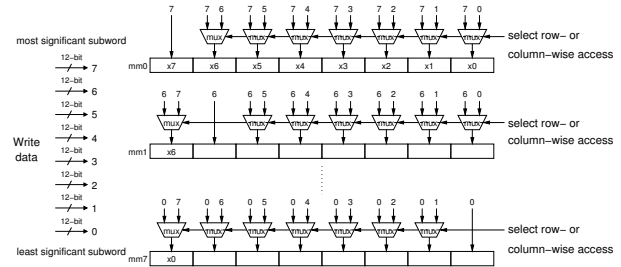 7 7 6 7 5 7 4 7 3 7 2 7 1 7 0
most significant subword
mux mux mux mux mux mux mux
select row− or
column−wise access
mm0 x7 x6 x5 x4 x3 x2 x1 x0
12−bit 7
12−bit 6
12−bit 5
12−bit 4
12−bit 3
12−bit 2
12−bit 1
12−bit 0
Write
data
least significant subword
6 7 6 6 5 6 4 6 3 6 2 6 1 6 0
mux mux mux mux mux mux mux
select row− or
column−wise access
mm1 x6
0 7 0 6 0 5 0 4 0 3 0 2 0 1 0
mux mux mux mux mux mux mux
select row− or
column−wise access
mm7 x0